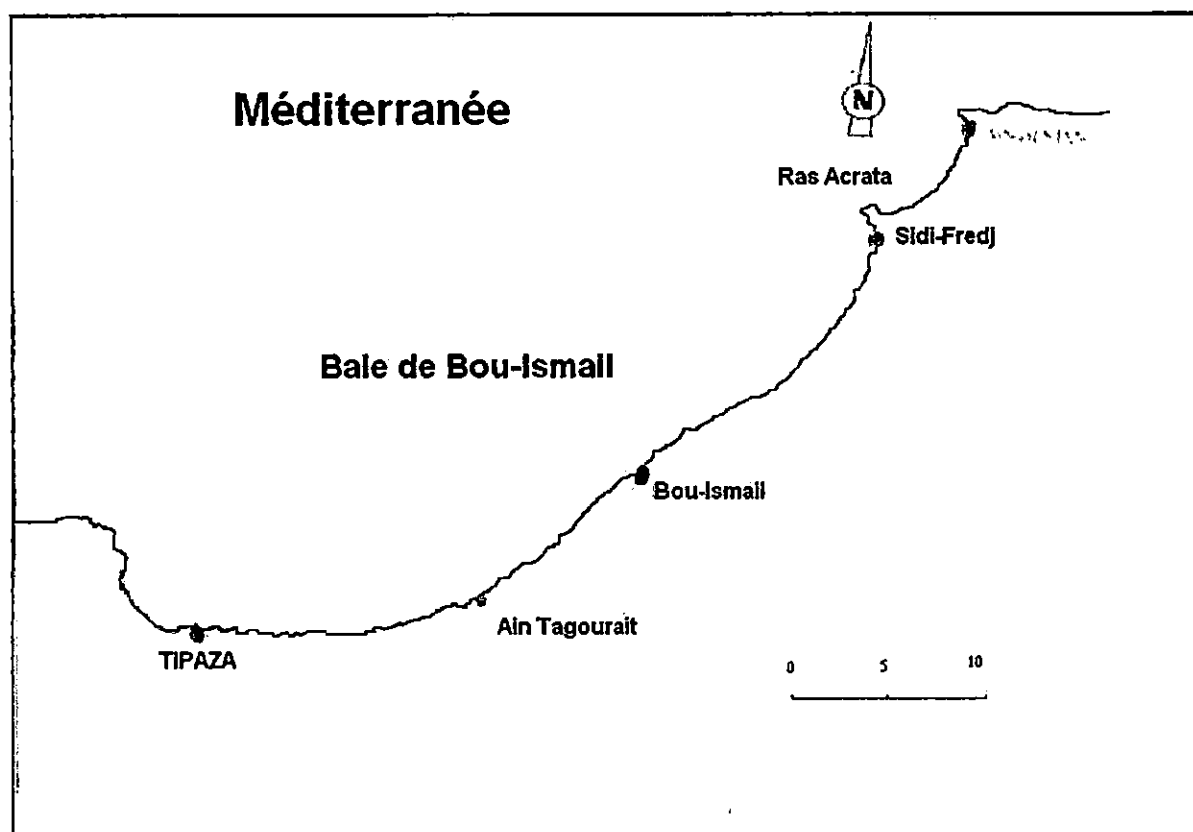 Méditerranée
N
Ras Acrata
Sidi-Fredj
Baie de Bou-Ismail
Bou-Ismail
Ain Tagourait
TIPAZA
0 5 10